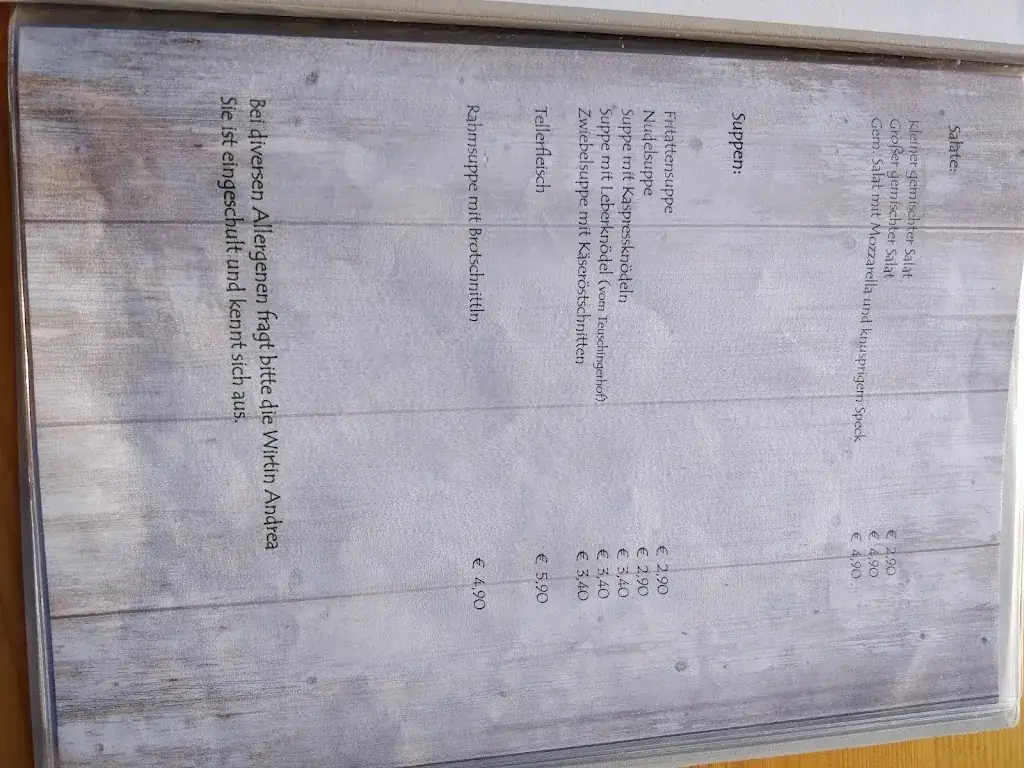 Salate:
Kleiner gemischter Salat € 2,90
Großer gemischter Salat € 4,90
Gem. Salat mit Mozzarella und knusprigem Speck € 4,90
Suppen:
Fritattensuppe € 2,90
Nudelsuppe € 2,90
Suppe mit Kaspressknödeln € 3,40
Suppe mit Leberknödel (vom Teuschingerhof) € 3,40
Zwiebelsuppe mit Käseröstschnitten € 3,40
Tellerfleisch € 5,90
Rahmsuppe mit Brotschnittln € 4,90
Bei diversen Allergenen fragt bitte die Wirtin Andrea
Sie ist eingeschult und kennt sich aus.